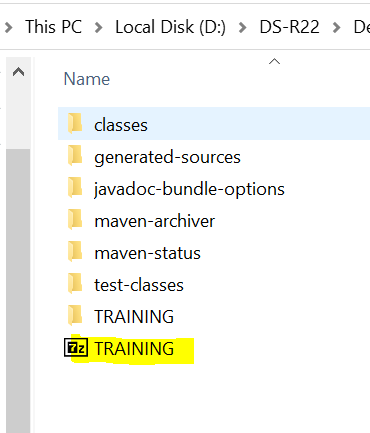 This PC > Local Disk (D:) > DS-R22 > De
Name
classes
generated-sources
javadoc-bundle-options
maven-archiver
maven-status
test-classes
TRAINING
7z TRAINING